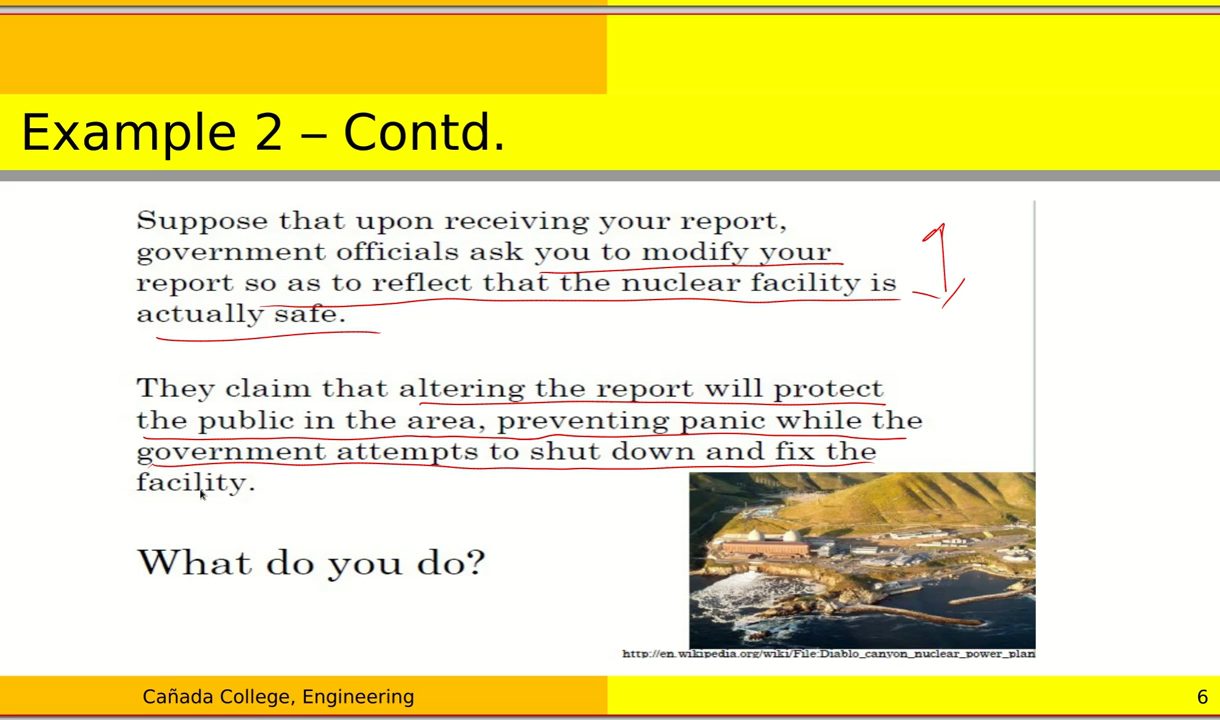 Example 2 – Contd.
Suppose that upon receiving your report,
government officials ask you to modify your
report so as to reflect that the nuclear facility is
actually safe.
1
They claim that altering the report will protect
the public in the area, preventing panic while the
government attempts to shut down and fix the
facility.
What do you do?
http://en.wikipedia.org/wiki/File:Diablo_canyon_nuclear_power_plan
Cañada College, Engineering
6